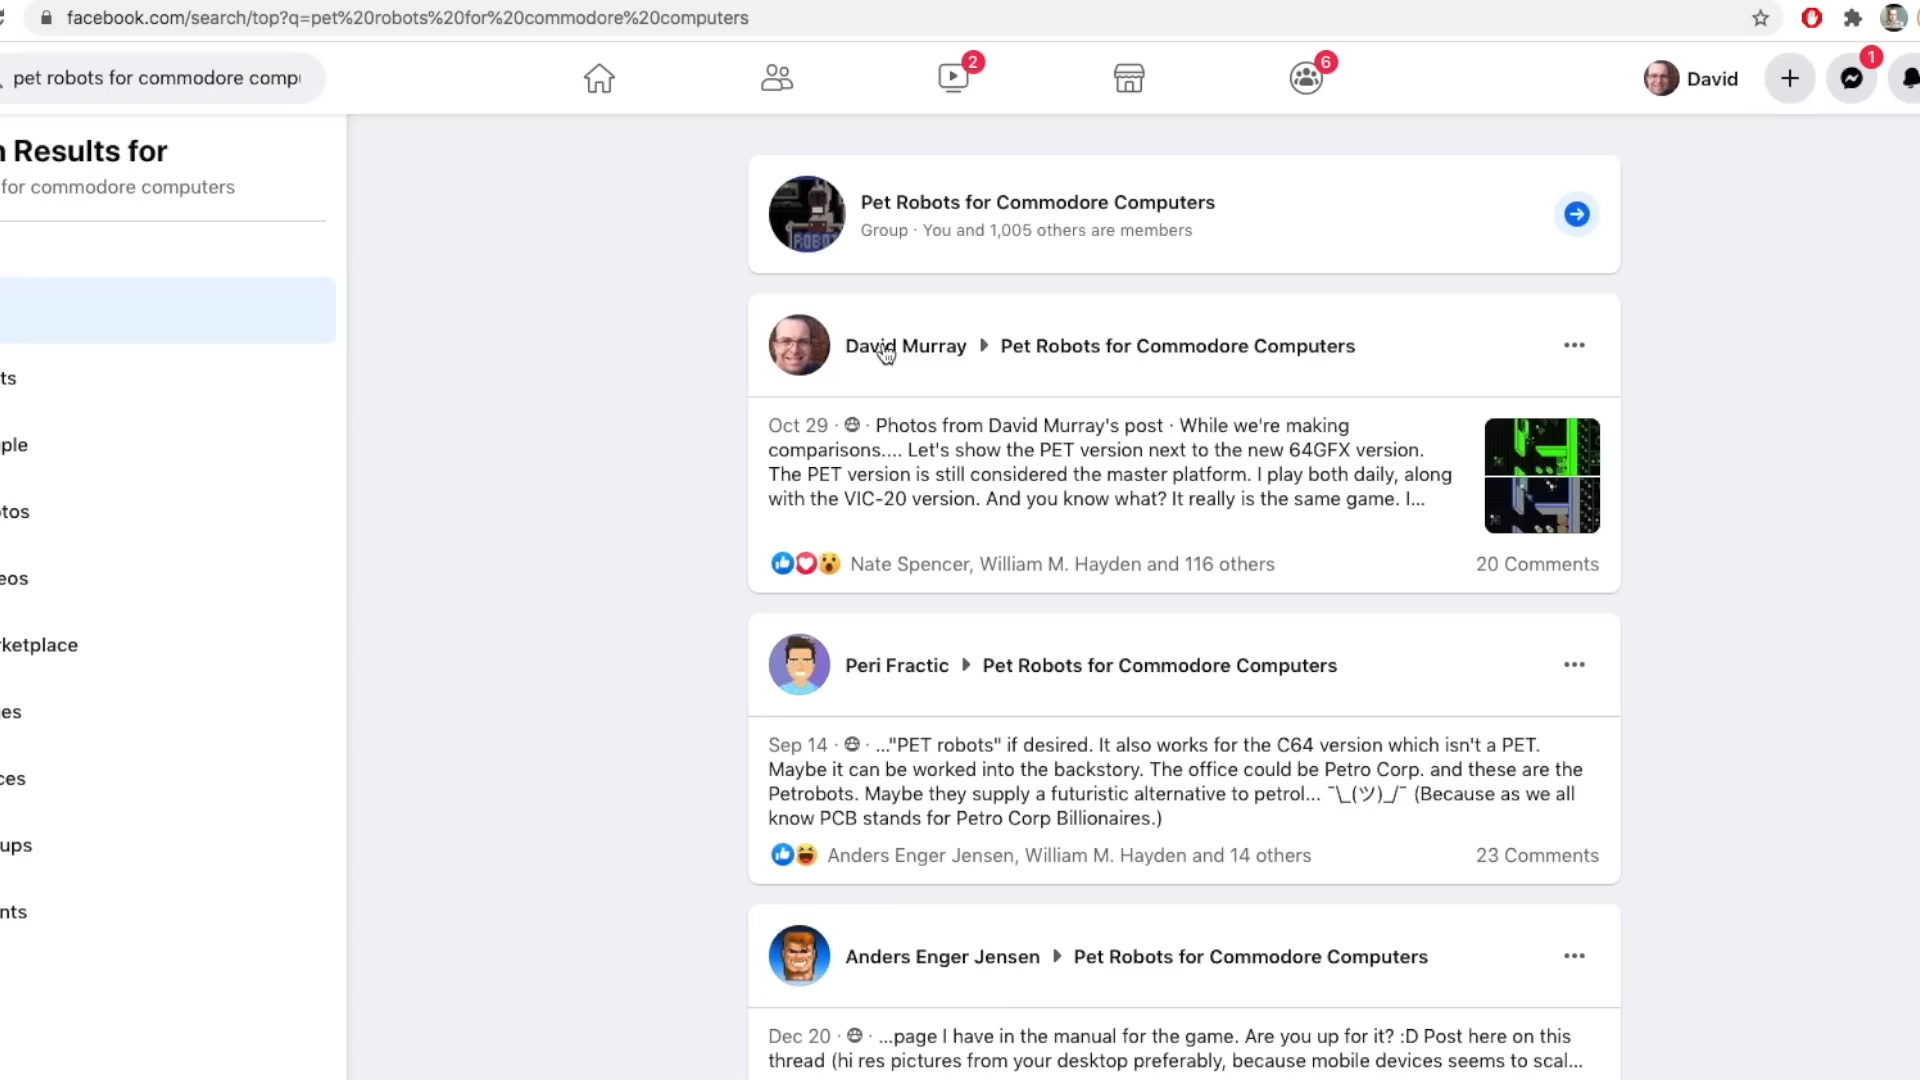 facebook.com/search/top?q=pet%20robots%20for%20commodore%20computers
pet robots for commodore comp
2
6
David
1
Results for
for commodore computers
ts
ple
tos
eos
ketplace
es
ces
ups
nts
ROBOT
Pet Robots for Commodore Computers
Group · You and 1,005 others are members
David Murray ▶ Pet Robots for Commodore Computers
Oct 29 · Photos from David Murray's post · While we're making
comparisons.... Let's show the PET version next to the new 64GFX version.
The PET version is still considered the master platform. I play both daily, along
with the VIC-20 version. And you know what? It really is the same game. I...
Nate Spencer, William M. Hayden and 116 others
20 Comments
Peri Fractic ▶ Pet Robots for Commodore Computers
Sep 14 · ..."PET robots" if desired. It also works for the C64 version which isn't a PET.
Maybe it can be worked into the backstory. The office could be Petro Corp. and these are the
Petrobots. Maybe they supply a futuristic alternative to petrol... ¯\_(ツ)_/¯ (Because as we all
know PCB stands for Petro Corp Billionaires.)
Anders Enger Jensen, William M. Hayden and 14 others
23 Comments
Anders Enger Jensen ▶ Pet Robots for Commodore Computers
Dec 20 · ...page I have in the manual for the game. Are you up for it? :D Post here on this
thread (hi res pictures from your desktop preferably, because mobile devices seems to scal...